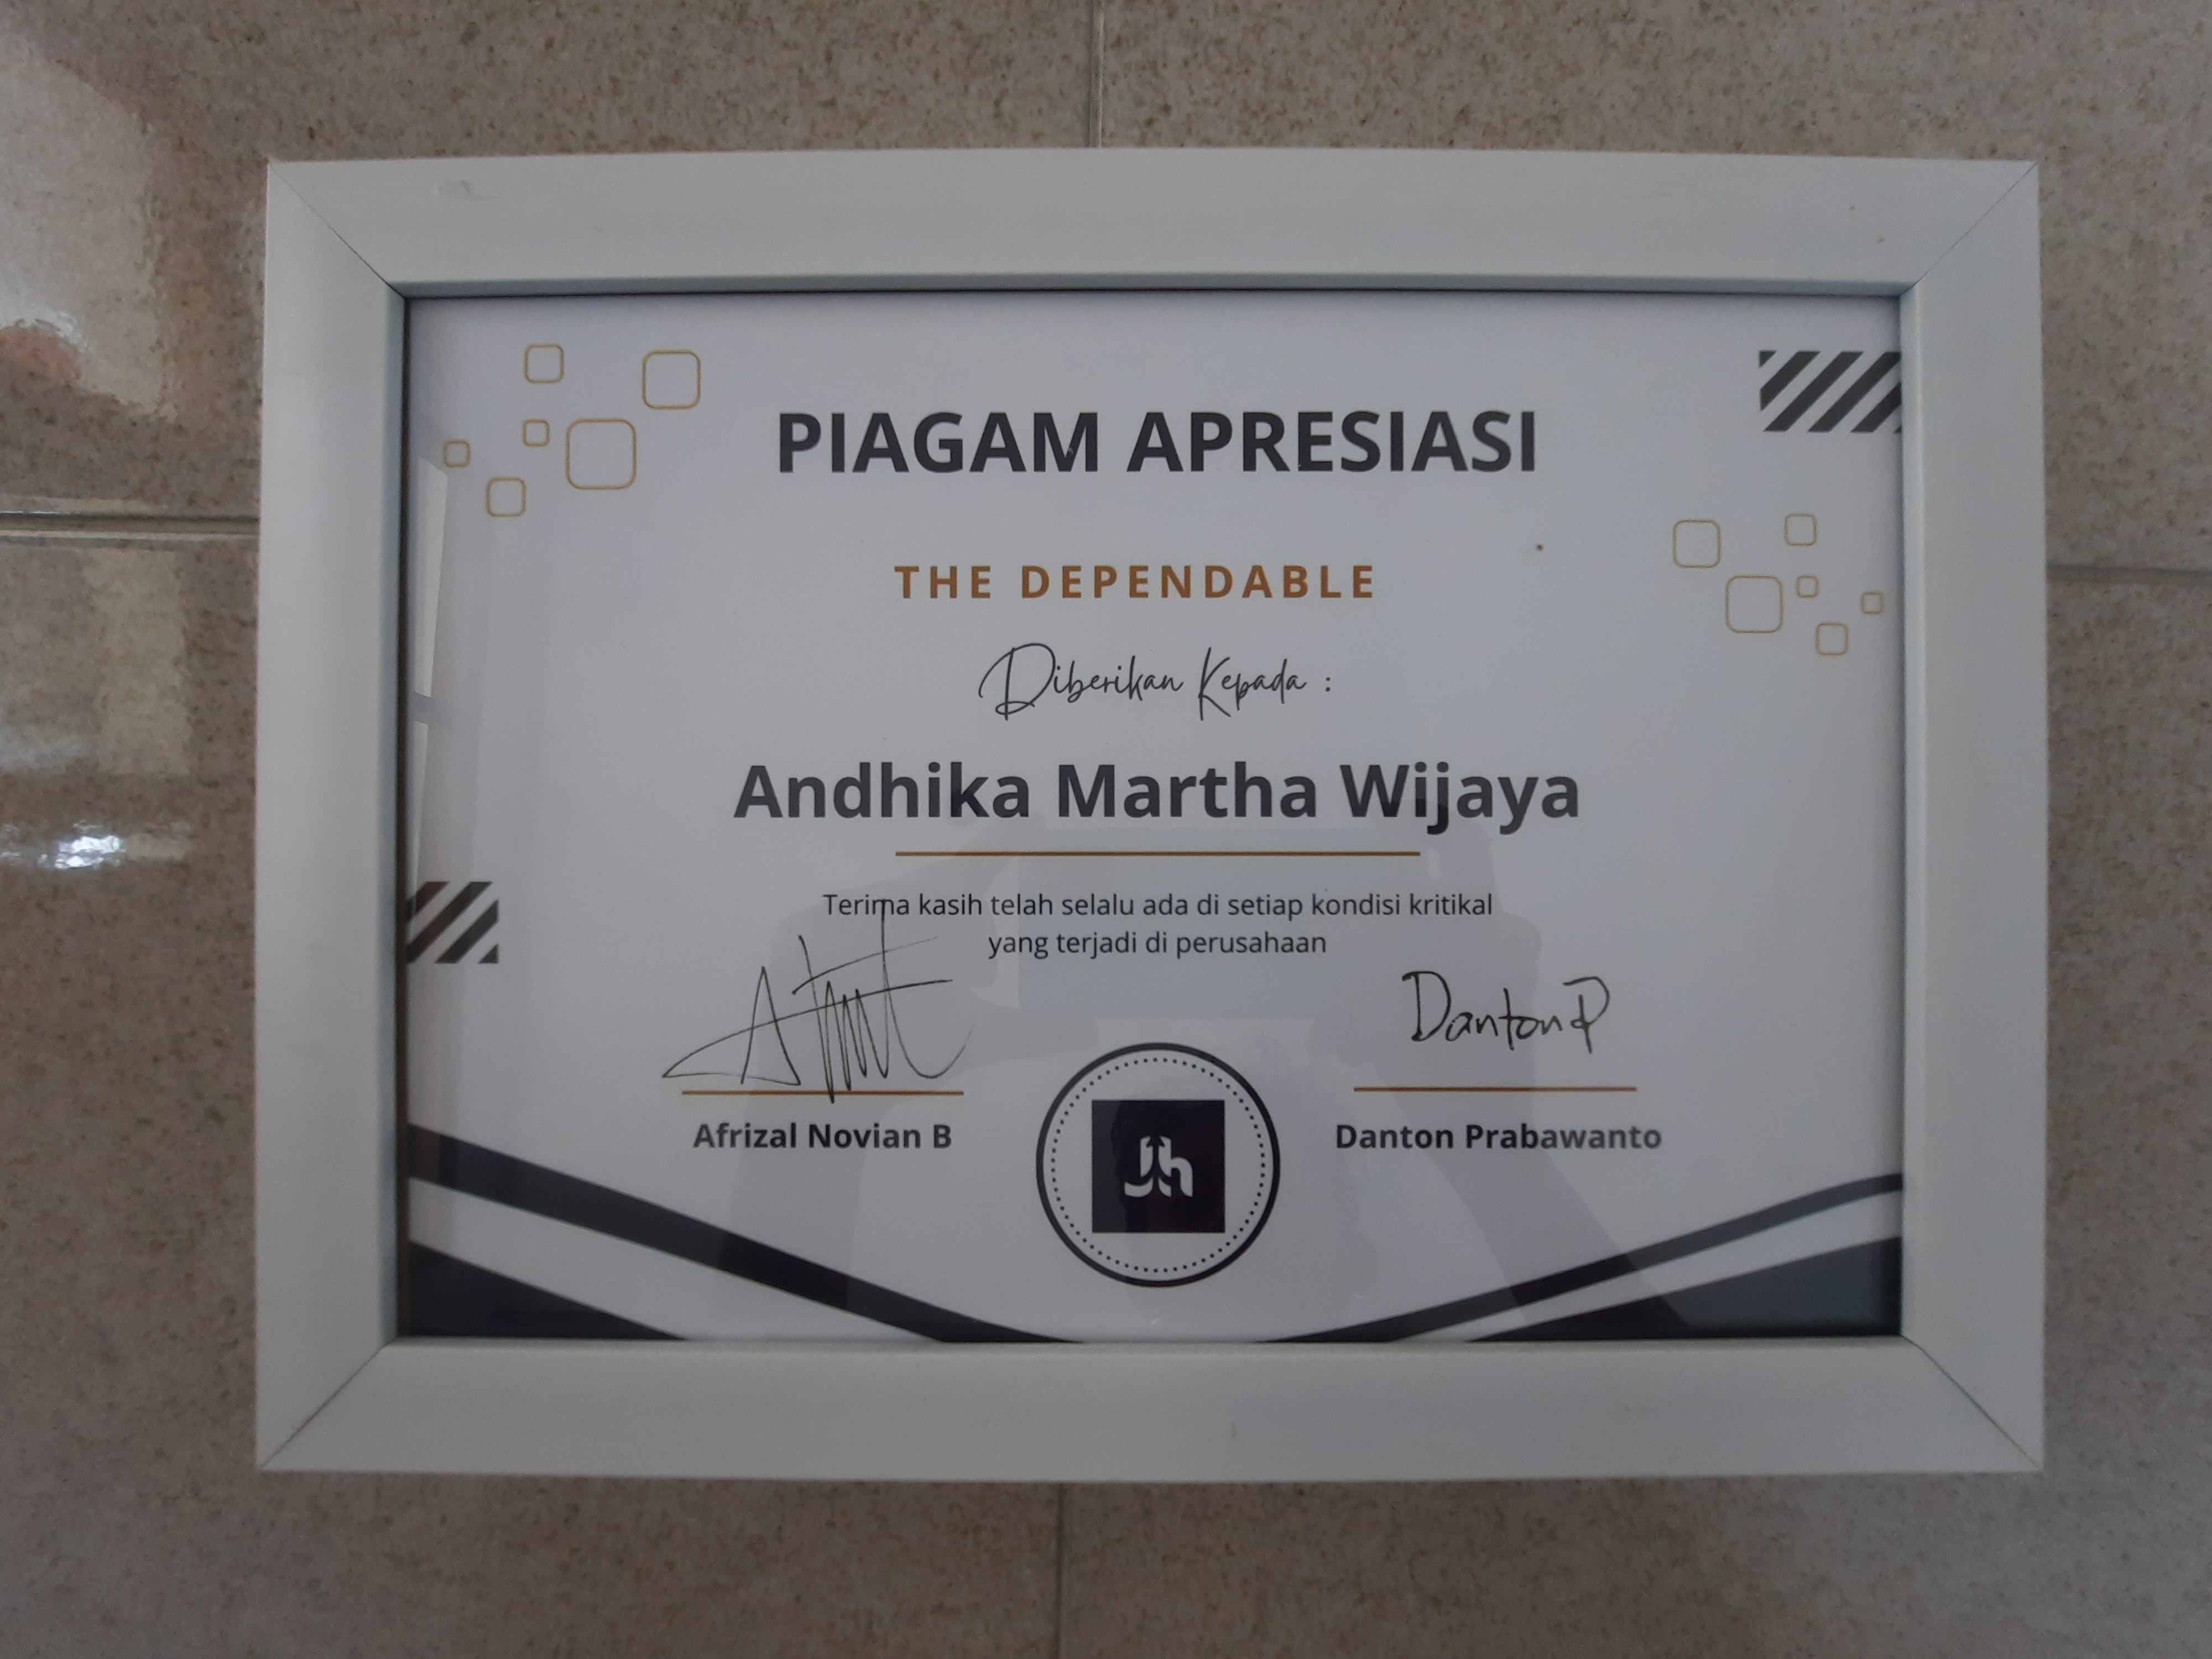 PIAGAM APRESIASI
THE DEPENDABLE
Diberikan Kepada :
Andhika Martha Wijaya
Terima kasih telah selalu ada di setiap kondisi kritikal
yang terjadi di perusahaan
DantonP
Afrizal Novian B
Danton Prabawanto